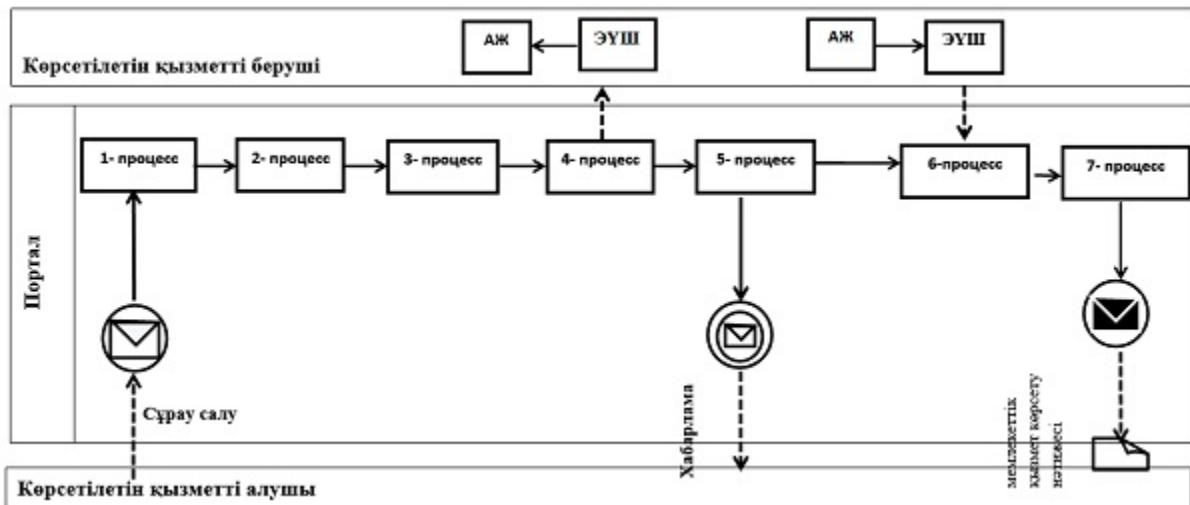 АЖ ЭҮШ АЖ ЭҮШ
Көрсетілетін қызметті беруші
1- процесс 2- процесс 3- процесс 4- процесс 5- процесс 6-процесс 7- процесс
Портал
Сұрау салу
Хабарлама
мемлекеттік
қызмет көрсету
нәтижесі
Көрсетілетін қызметті алушы